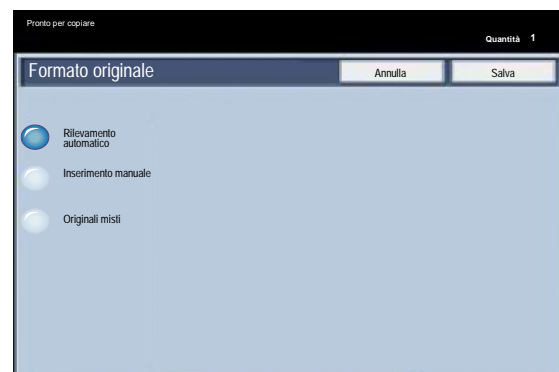 Pronto per copiare
Quantità 1
Formato originale
Annulla
Salva
Rilevamento
automatico
Inserimento manuale
Originali misti